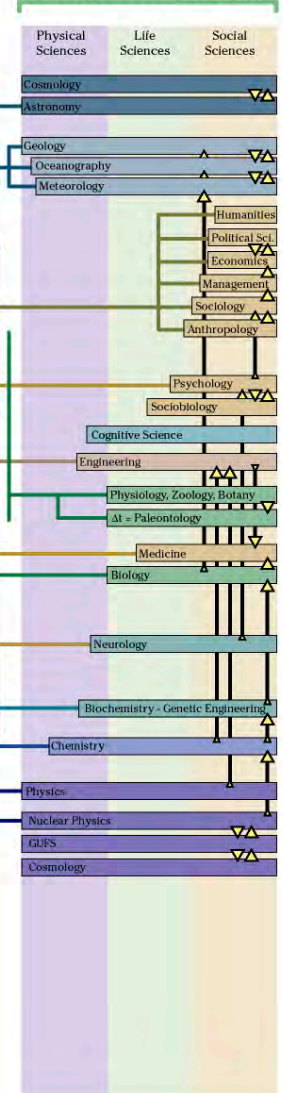 Physical Sciences
Life Sciences
Social Sciences
Cosmology
Astronomy
Geology
Oceanography
Meteorology
Humanities
Political Sci.
Economics
Management
Sociology
Anthropology
Psychology
Sociobiology
Cognitive Science
Engineering
Physiology, Zoology, Botany
Δt = Paleontology
Medicine
Biology
Neurology
Biochemistry - Genetic Engineering
Chemistry
Physics
Nuclear Physics
GUFS
Cosmology